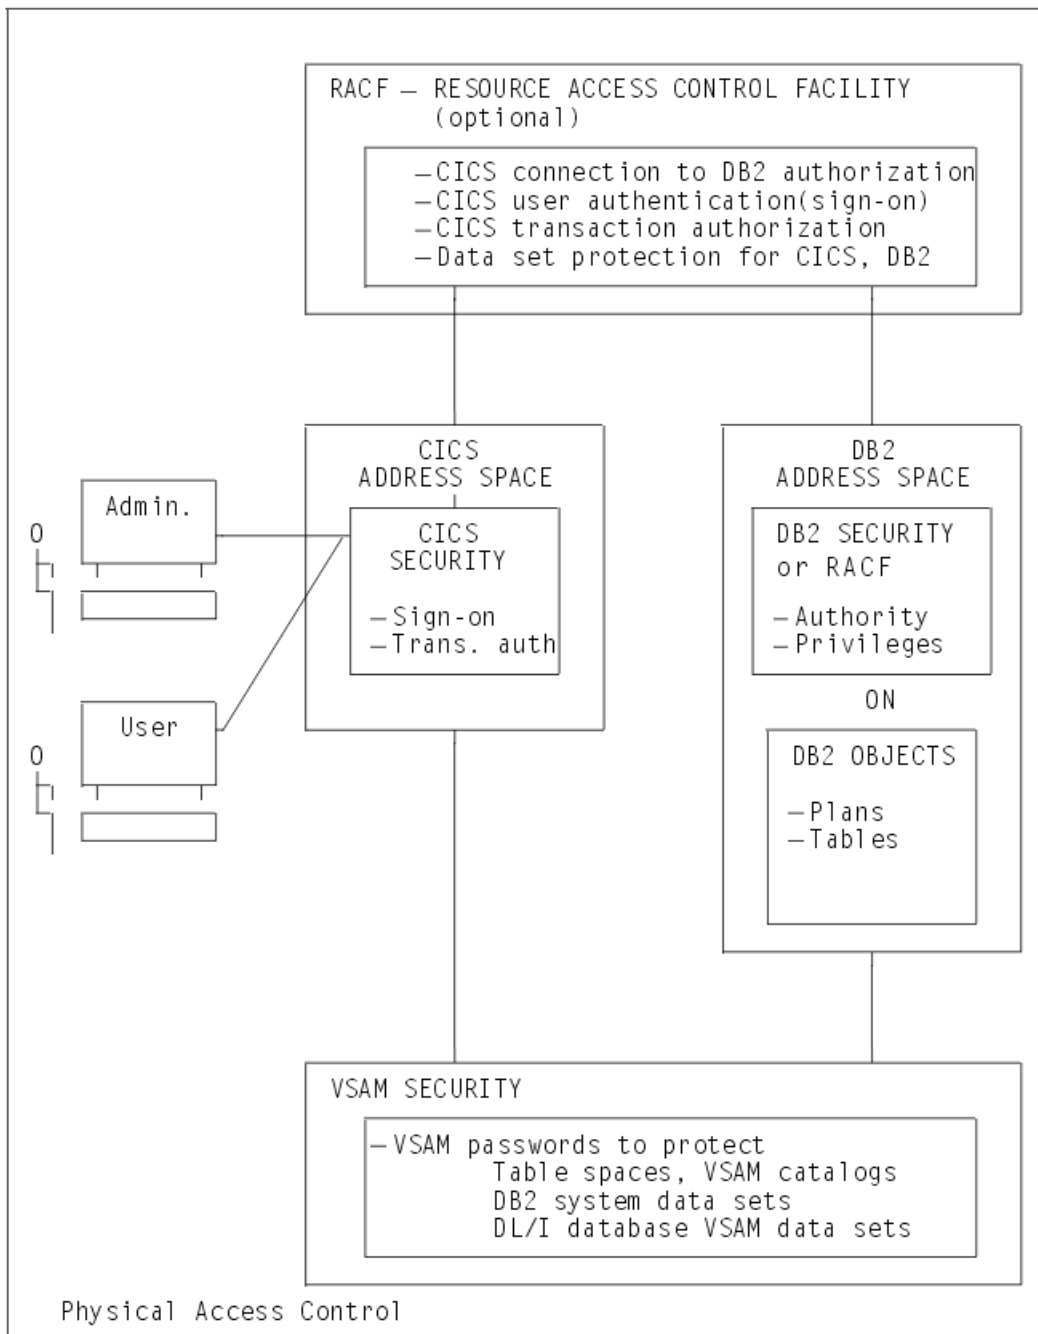 RACF — RESOURCE ACCESS CONTROL FACILITY
(optional)
—CICS connection to DB2 authorization
—CICS user authentication(sign-on)
—CICS transaction authorization
—Data set protection for CICS, DB2
CICS
ADDRESS SPACE
CICS
SECURITY
—Sign-on
—Trans. auth
DB2
ADDRESS SPACE
DB2 SECURITY
or RACF
—Authority
—Privileges
ON
DB2 OBJECTS
—Plans
—Tables
Admin.
User
VSAM SECURITY
—VSAM passwords to protect
Table spaces, VSAM catalogs
DB2 system data sets
DL/I database VSAM data sets
Physical Access Control